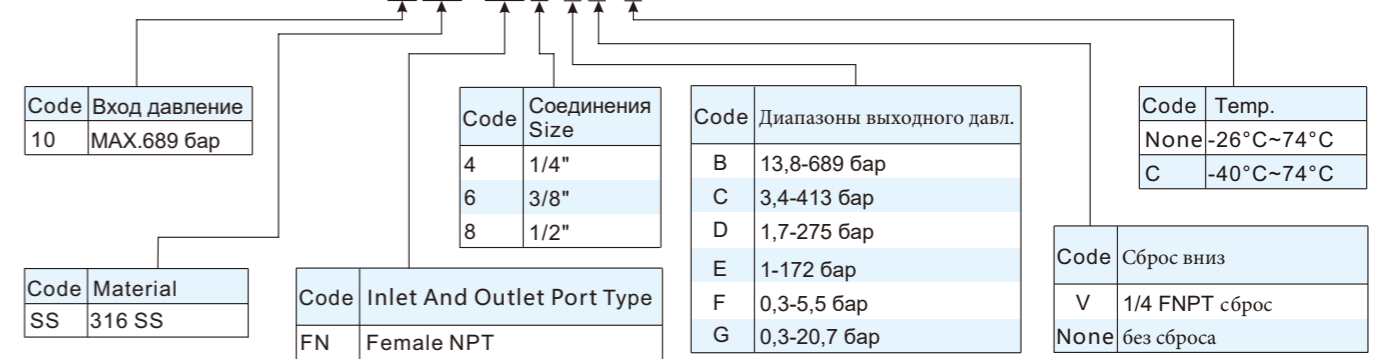 Code Вход давление
10 MAX.689 бар
Code Material
SS 316 SS
Code Inlet And Outlet Port Type
FN Female NPT
Code Соединения Size
4 1/4"
6 3/8"
8 1/2"
Code Диапазоны выходного давл.
B 13,8-689 бар
C 3,4-413 бар
D 1,7-275 бар
E 1-172 бар
F 0,3-5,5 бар
G 0,3-20,7 бар
Code Сброс вниз
V 1/4 FNPT сброс
None без сброса
Code Temp.
None -26°C~74°C
C -40°C~74°C